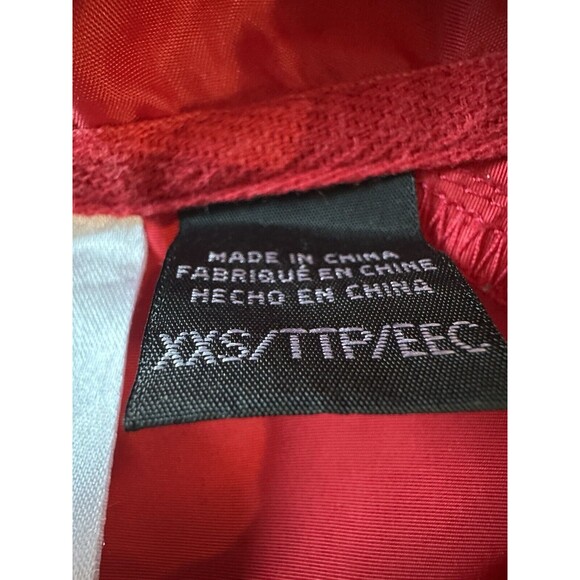 MADE IN CHINA
FABRIQUÉ EN CHINE
HECHO EN CHINA
XXS/TTP/EEC